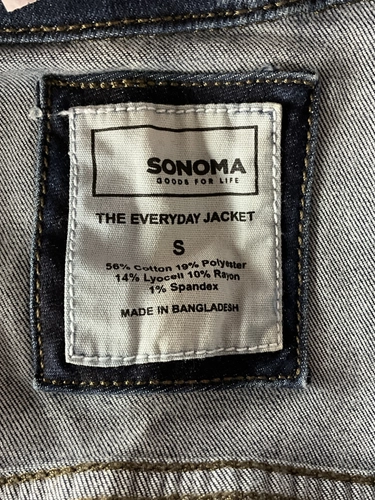 SONOMA
GOODS FOR LIFE
THE EVERYDAY JACKET
S
56% Cotton 19% Polyester
14% Lyocell 10% Rayon
1% Spandex
MADE IN BANGLADESH